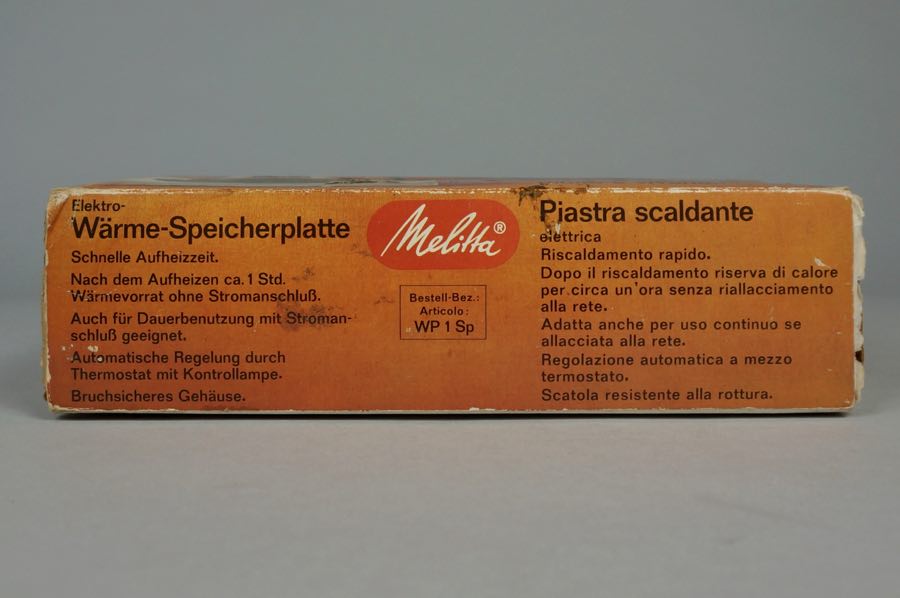 Elektro-
Wärme-Speicherplatte
Schnelle Aufheizzeit.
Nach dem Aufheizen ca. 1 Std.
Wärmevorrat ohne Stromanschluß.
Auch für Dauerbenutzung mit Stroman-
schluß geeignet.
Automatische Regelung durch
Thermostat mit Kontrollampe.
Bruchsicheres Gehäuse.
Melitta®
Bestell-Bez.:
Articolo:
WP 1 Sp
Piastra scaldante
elettrica
Riscaldamento rapido.
Dopo il riscaldamento riserva di calore
per circa un'ora senza riallacciamento
alla rete.
Adatta anche per uso continuo se
allacciata alla rete.
Regolazione automatica a mezzo
termostato.
Scatola resistente alla rottura.